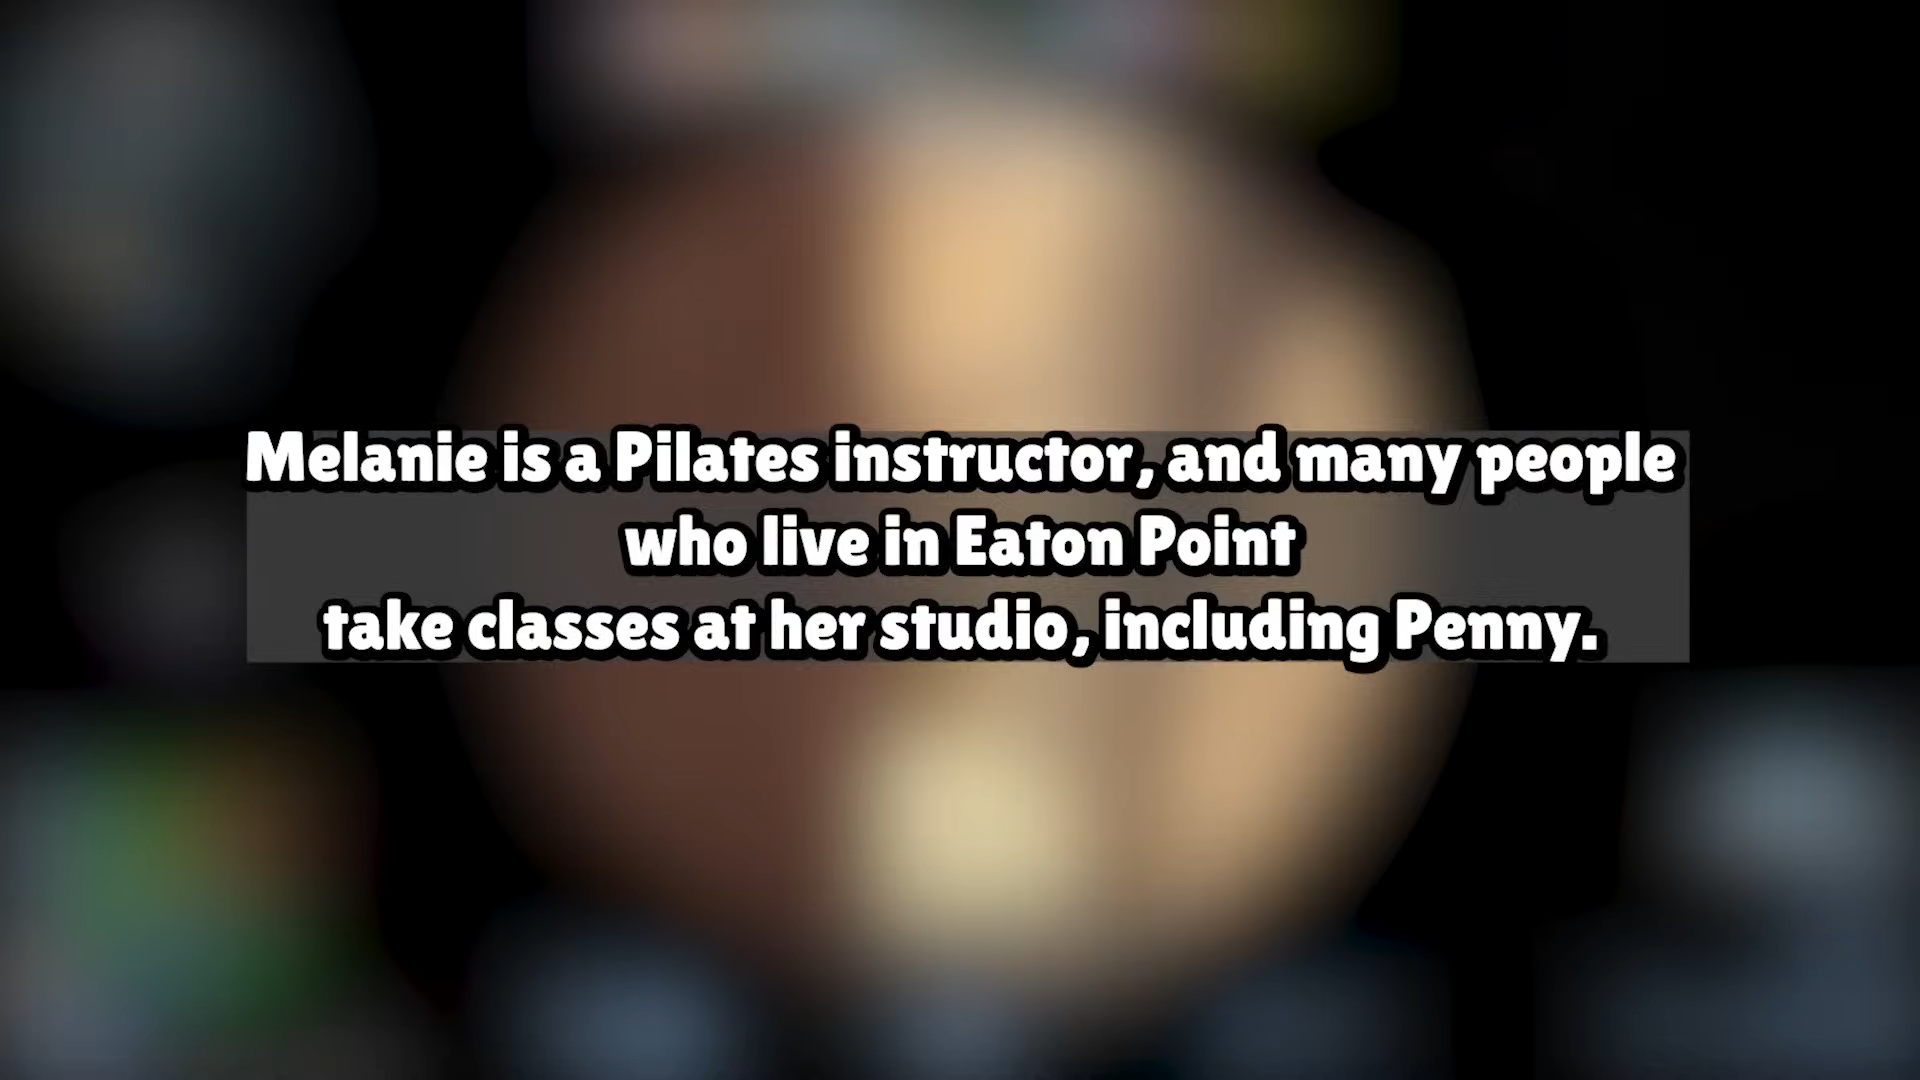 Melanie is a Pilates instructor, and many people
who live in Eaton Point
take classes at her studio, including Penny.